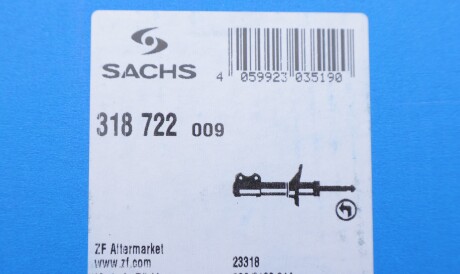 SACHS
4 059923 035190
318 722 009
ZF Aftermarket
www.zf.com
23318